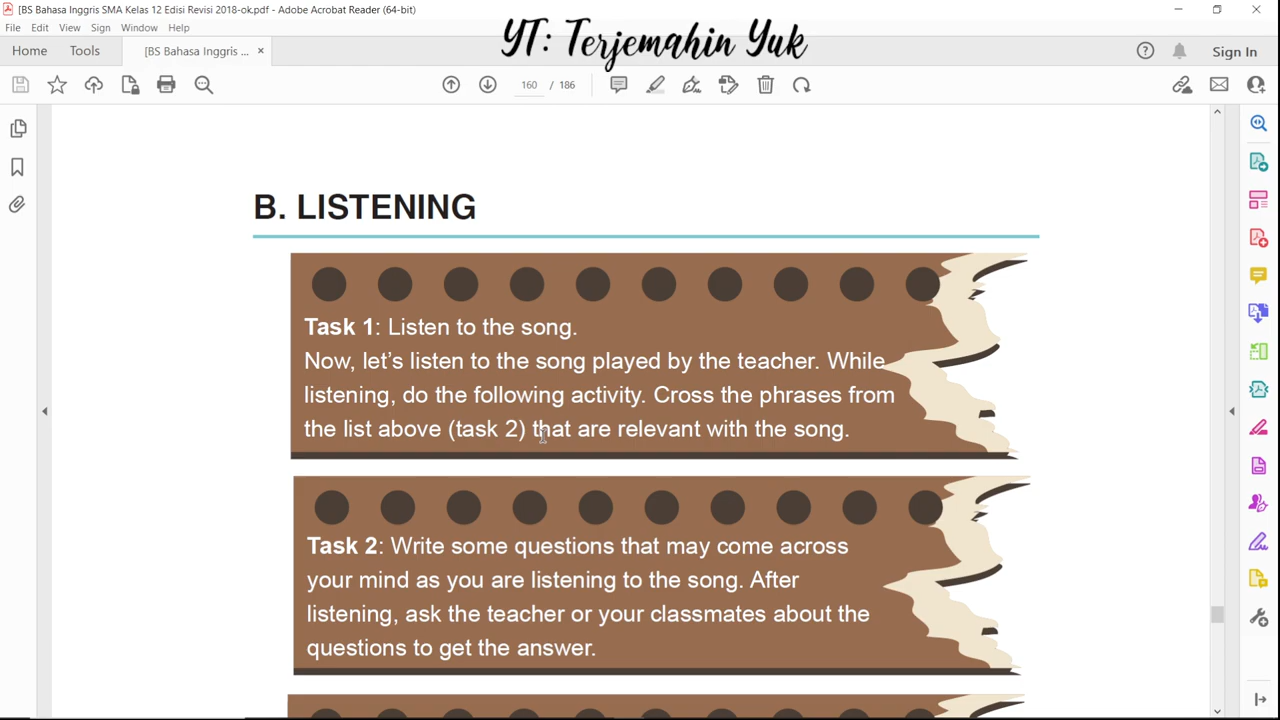 [BS Bahasa Inggris SMA Kelas 12 Edisi Revisi 2018-ok.pdf - Adobe Acrobat Reader (64-bit)
File Edit View Sign Window Help
YT: Terjemahin Yuk
Home Tools [BS Bahasa Inggris ... × Sign In
160 / 186
B. LISTENING
Task 1: Listen to the song.
Now, let's listen to the song played by the teacher. While
listening, do the following activity. Cross the phrases from
the list above (task 2) that are relevant with the song.
Task 2: Write some questions that may come across
your mind as you are listening to the song. After
listening, ask the teacher or your classmates about the
questions to get the answer.